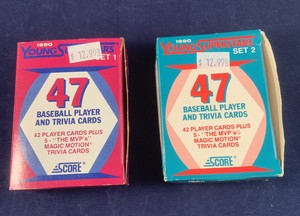 1990
$ 12.99
YOUNG SUPERSTARS
SET 1
47
BASEBALL PLAYER
AND TRIVIA CARDS
42 PLAYER CARDS PLUS
5 - "THE MVP's"
MAGIC MOTION®
TRIVIA CARDS
SCORE®
1990
$ 12.99
YOUNG SUPERSTARS
SET 2
47
BASEBALL PLAYER
AND TRIVIA CARDS
42 PLAYER CARDS PLUS
5 - "THE MVP's"
MAGIC MOTION®
TRIVIA CARDS
SCORE®